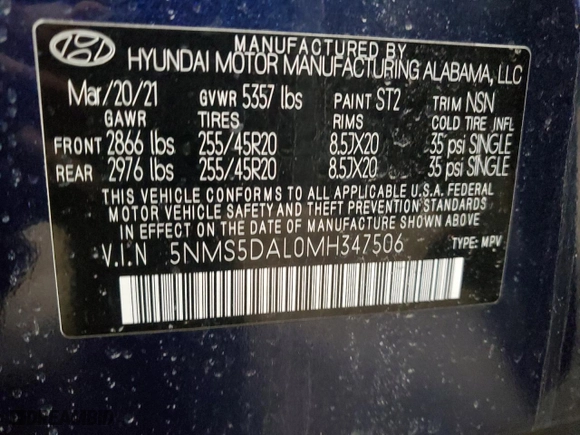 MANUFACTURED BY
HYUNDAI MOTOR MANUFACTURING ALABAMA, LLC
Mar/20/21 GVWR 5357 lbs PAINT ST2 TRIM NSN
GAWR TIRES RIMS COLD TIRE INFL
FRONT 2866 lbs 255/45R20 8.57X20 35 psi SINGLE
REAR 2976 lbs 255/45R20 8.57X20 35 psi SINGLE
THIS VEHICLE CONFORMS TO ALL APPLICABLE U.S.A. FEDERAL
MOTOR VEHICLE SAFETY AND THEFT PREVENTION STANDARDS
IN EFFECT ON THE DATE OF MANUFACTURE SHOWN ABOVE.
V.I.N 5NMS5DAL0MH347506 TYPE: MPV